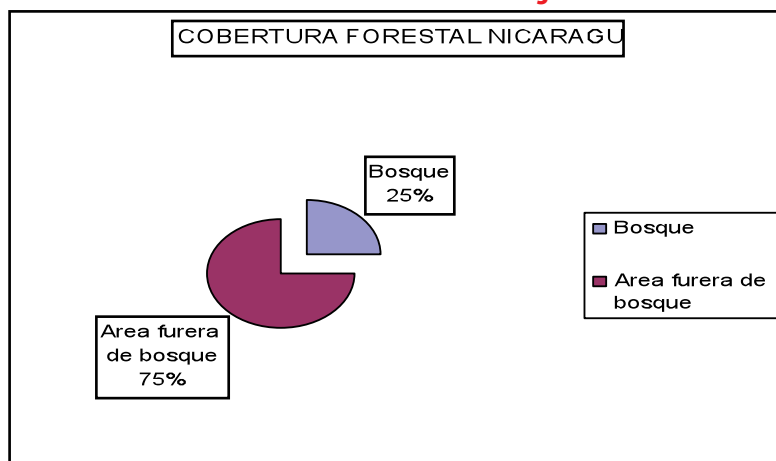 COBERTURA FORESTAL NICARAGU
Bosque
25%
Area furera
de bosque
75%
Bosque
Area furera de
bosque